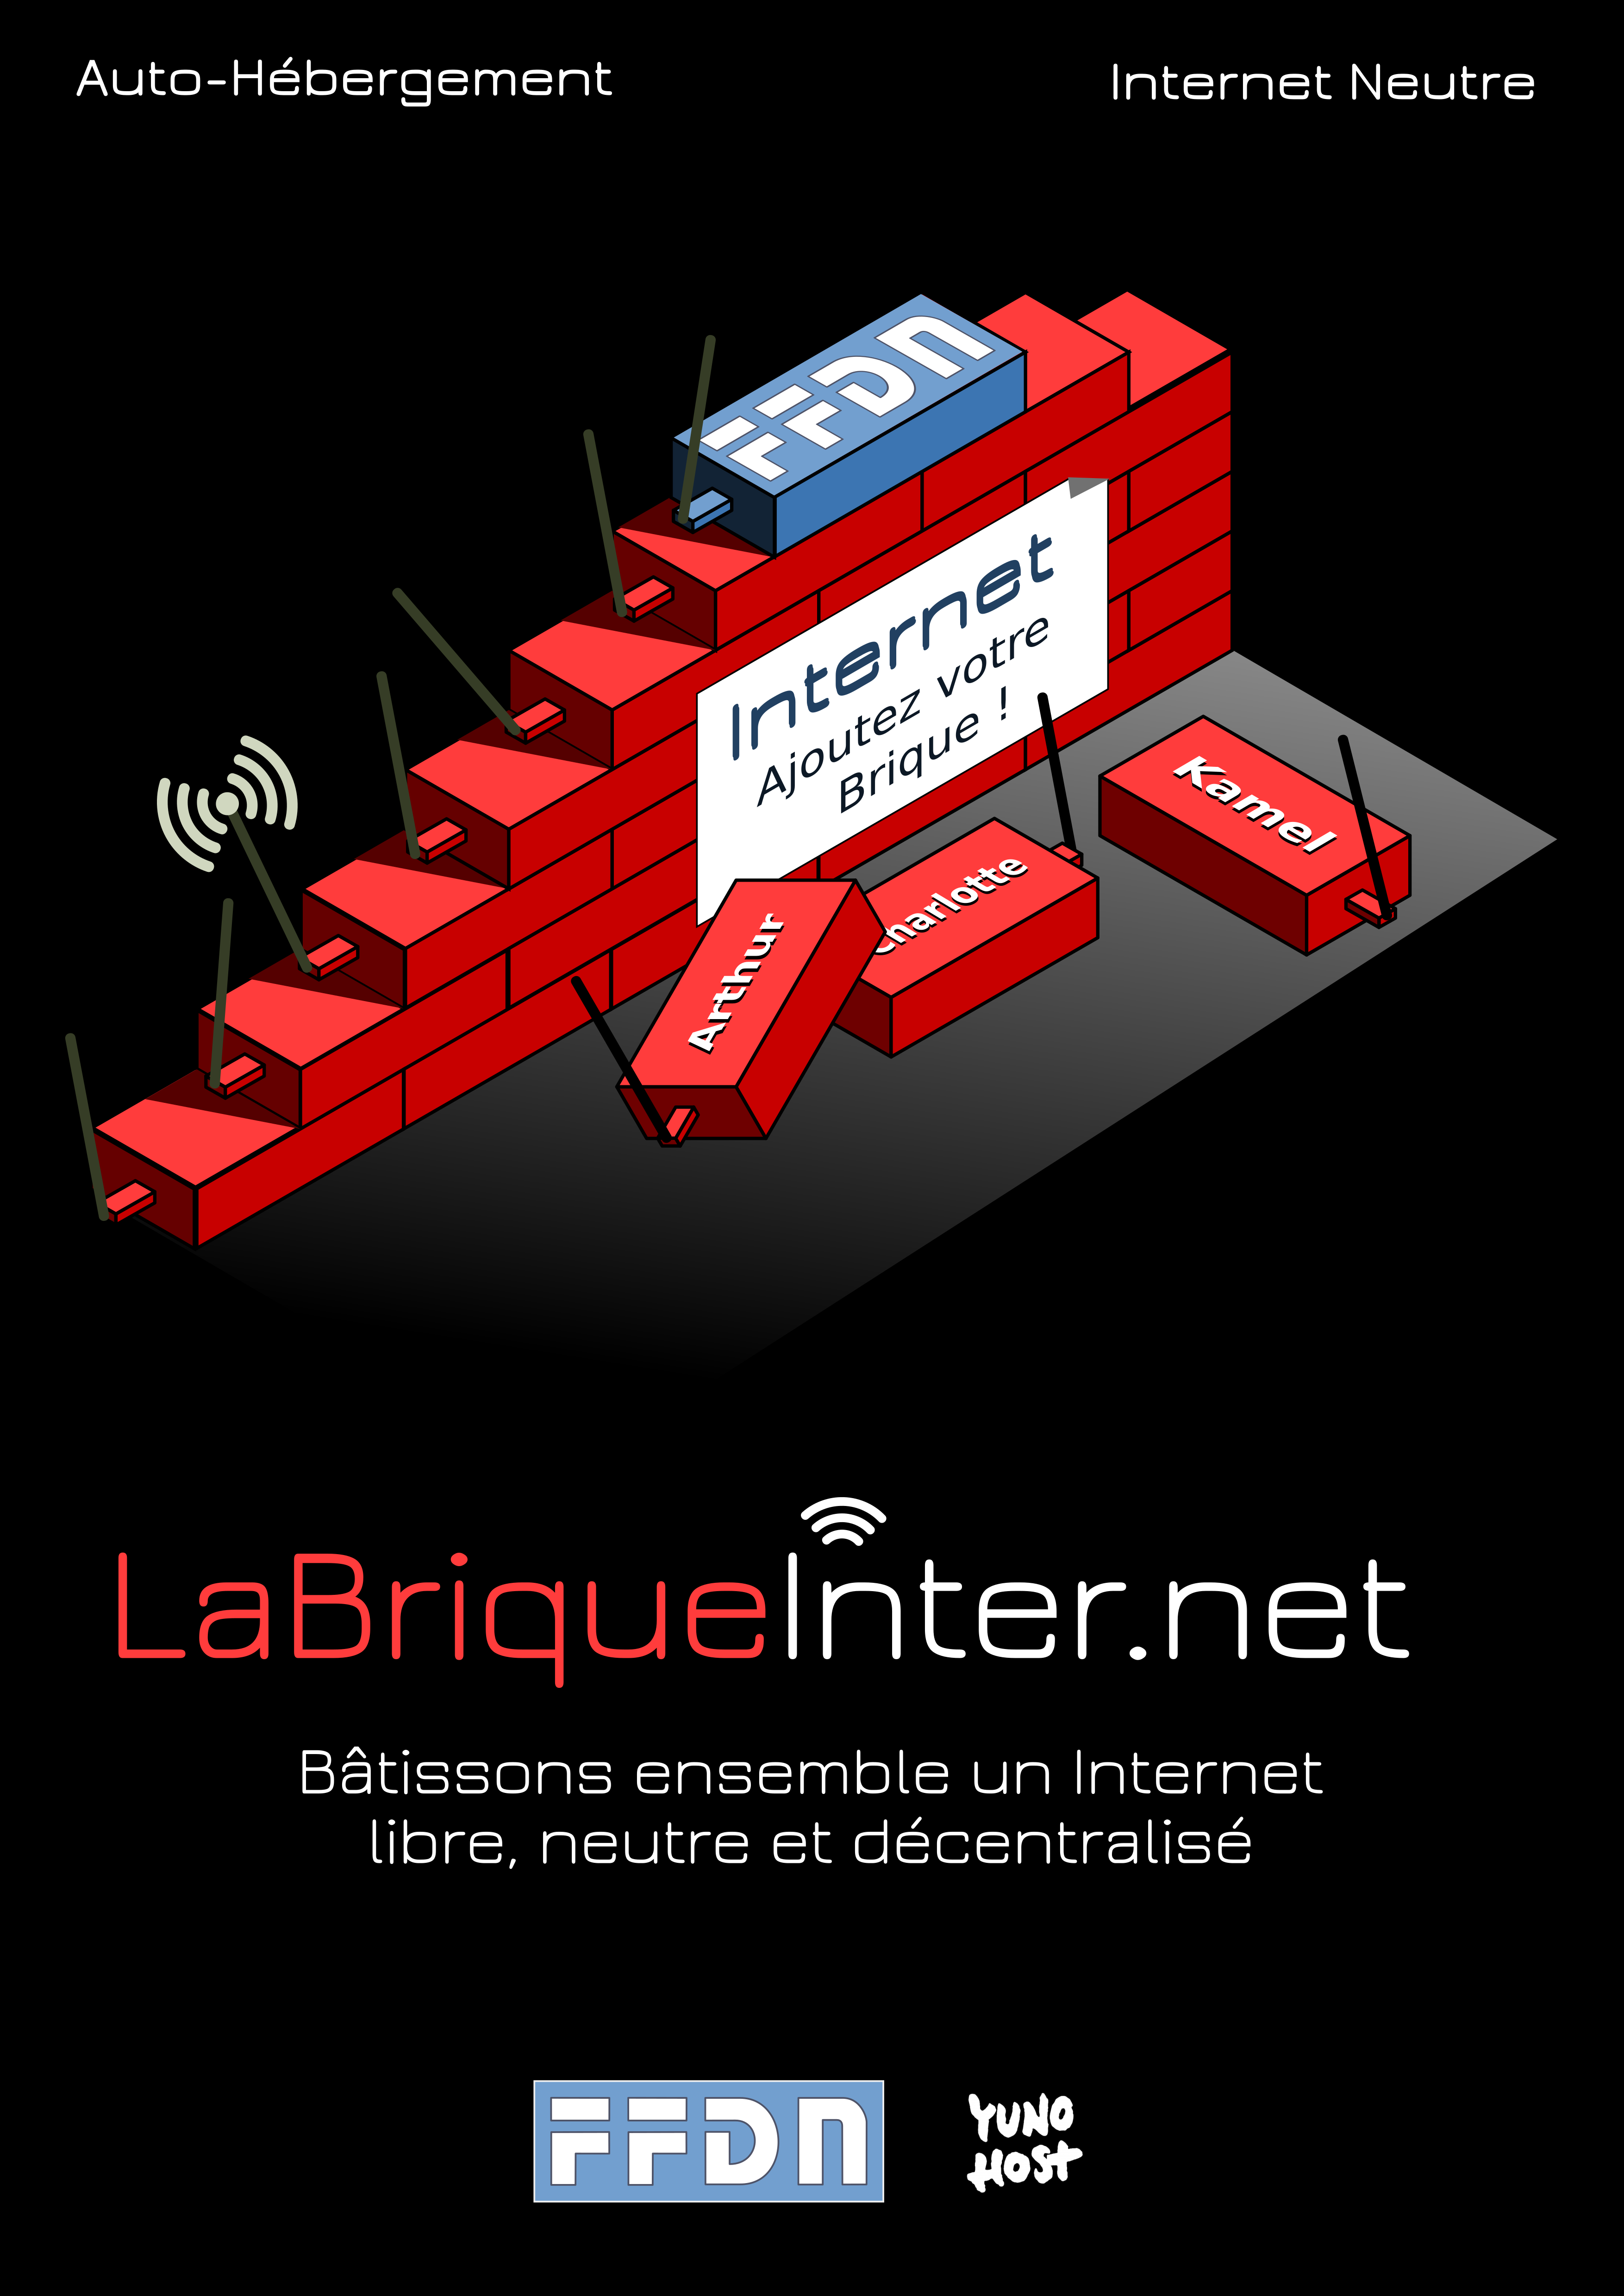 Auto-Hébergement
Internet Neutre
FFDN
Internet
Ajoutez votre
Brique !
Kamel
Charlotte
Arthur
LaBriqueInter.net
Bâtissons ensemble un Internet
libre, neutre et décentralisé
FFDN
YUNO
HOST